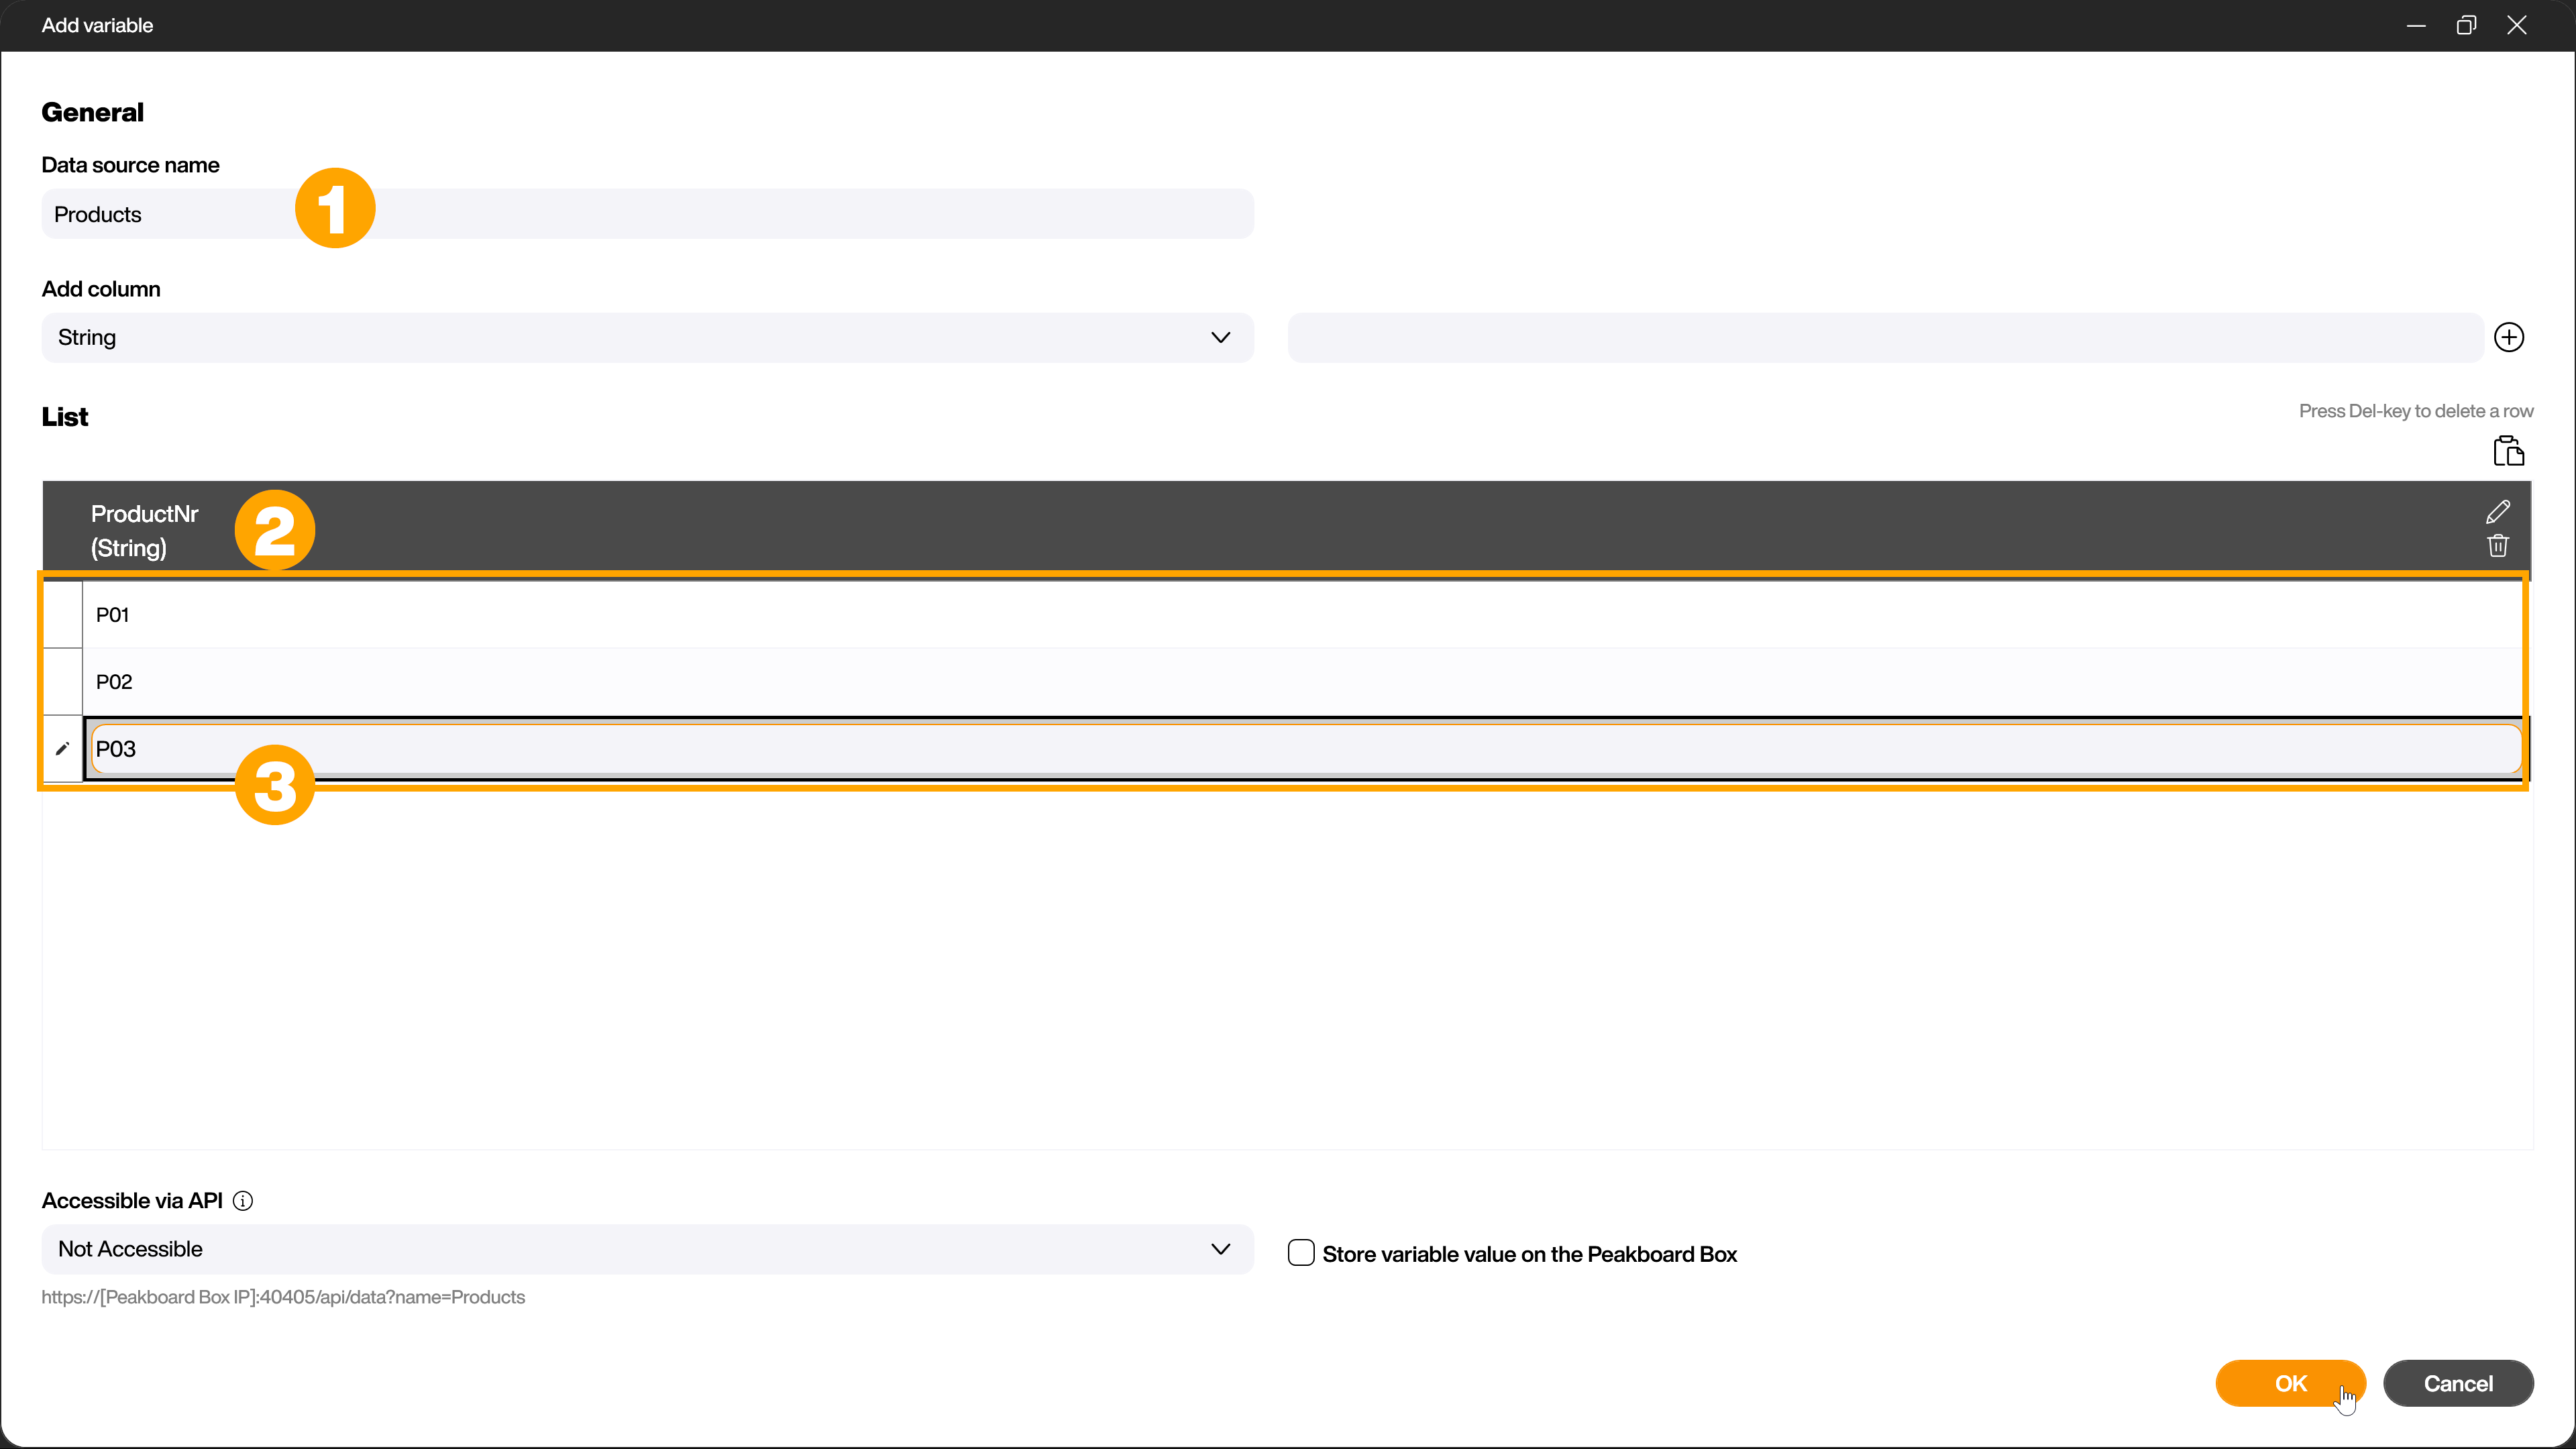 Add variable
General
Data source name
Products
1
Add column
String
List
Press Del-key to delete a row
ProductNr
(String)
2
P01
P02
P03
3
Accessible via API
Not Accessible
Store variable value on the Peakboard Box
https://[Peakboard Box IP]:40405/api/data?name=Products
OK
Cancel